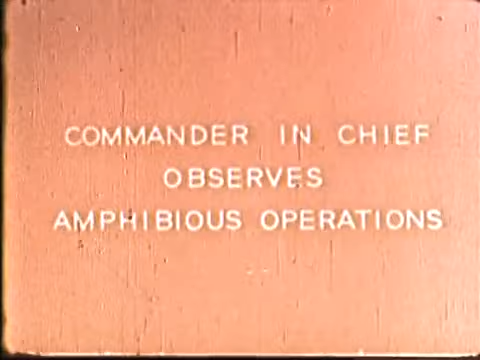 COMMANDER IN CHIEF
OBSERVES
AMPHIBIOUS OPERATIONS